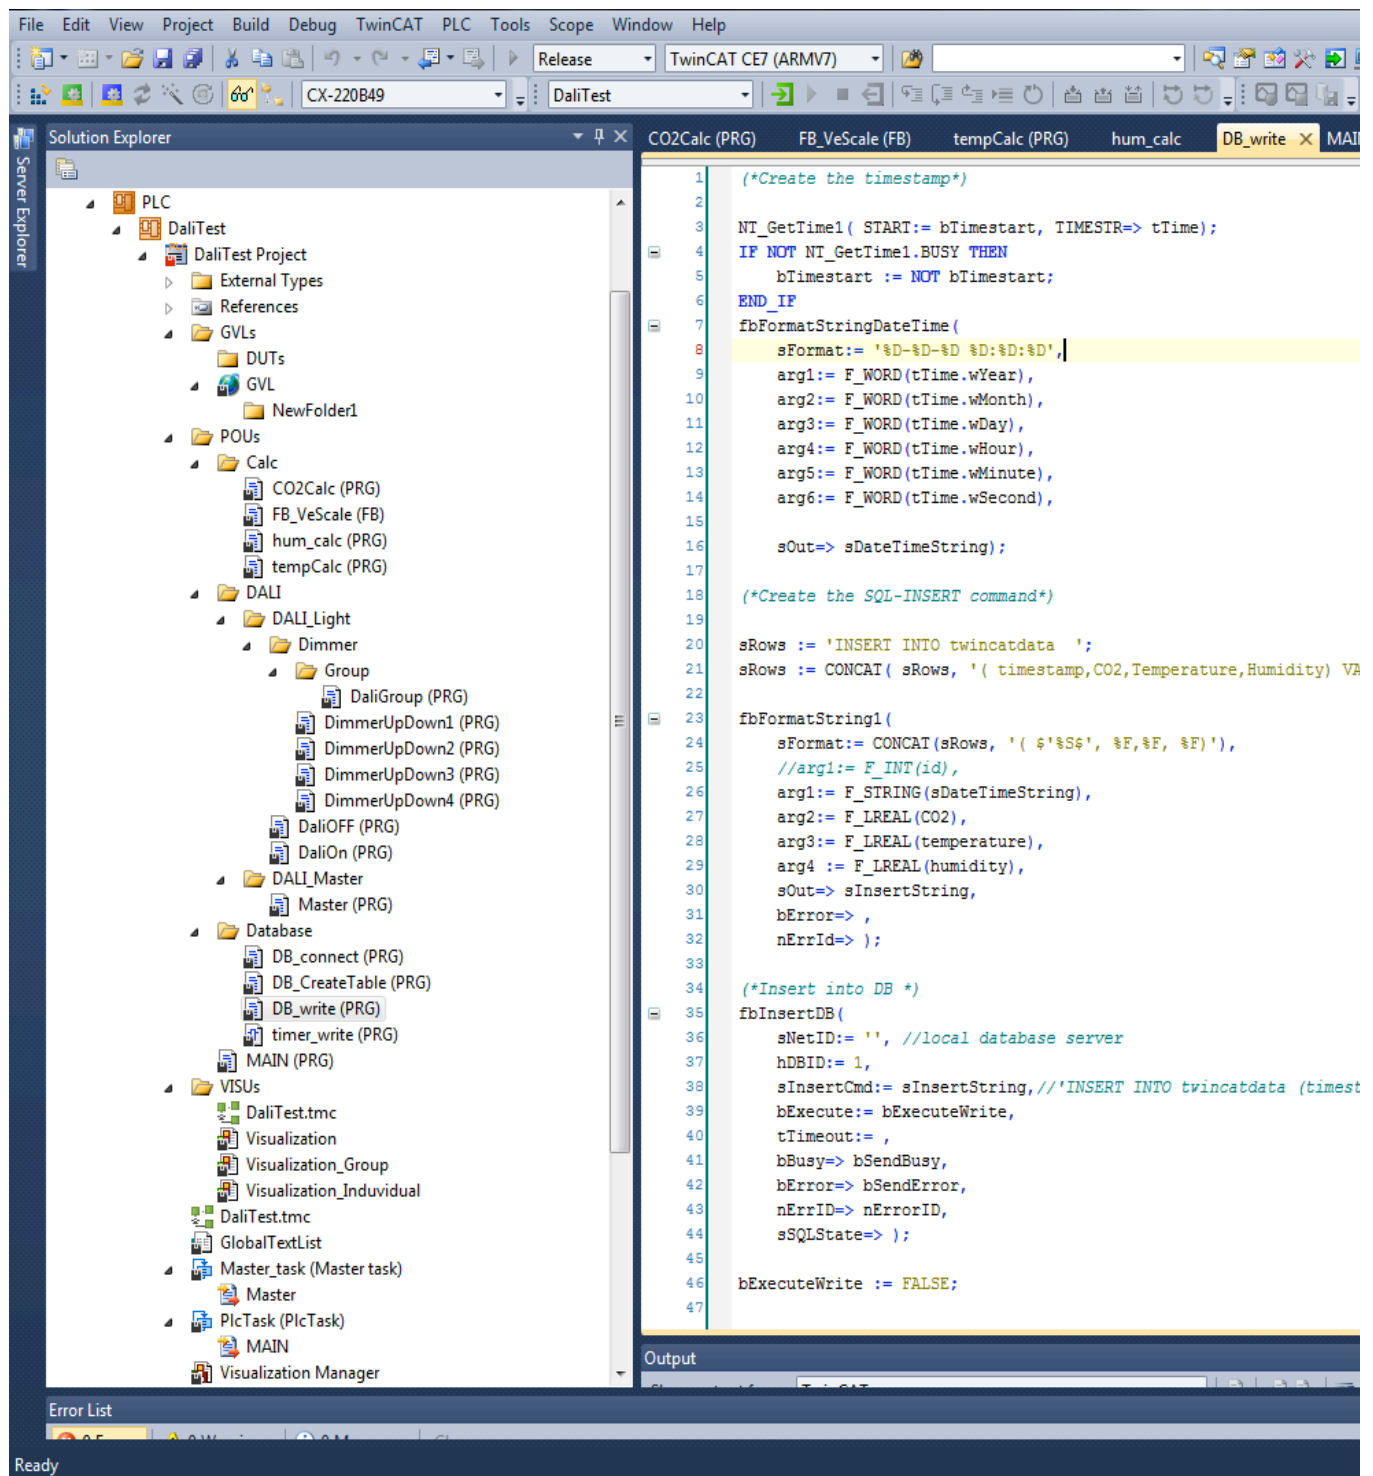 File Edit View Project Build Debug TwinCAT PLC Tools Scope Window Help
Release TwinCAT CE7 (ARMV7)
CX-220B49 DaliTest
Server Explorer
Solution Explorer
PLC
DaliTest
DaliTest Project
External Types
References
GVLs
DUTs
GVL
NewFolder1
POUs
Calc
CO2Calc (PRG)
FB_VeScale (FB)
hum_calc (PRG)
tempCalc (PRG)
DALI
DALI_Light
Dimmer
Group
DaliGroup (PRG)
DimmerUpDown1 (PRG)
DimmerUpDown2 (PRG)
DimmerUpDown3 (PRG)
DimmerUpDown4 (PRG)
DaliOFF (PRG)
DaliOn (PRG)
DALI_Master
Master (PRG)
Database
DB_connect (PRG)
DB_CreateTable (PRG)
DB_write (PRG)
timer_write (PRG)
MAIN (PRG)
VISUs
DaliTest.tmc
Visualization
Visualization_Group
Visualization_Induvidual
DaliTest.tmc
GlobalTextList
Master_task (Master task)
Master
PlcTask (PlcTask)
MAIN
Visualization Manager
CO2Calc (PRG) FB_VeScale (FB) tempCalc (PRG) hum_calc DB_write MAI
1 (*Create the timestamp*)
2
3 NT_GetTime1( START:= bTimestart, TIMESTR=> tTime);
4 IF NOT NT_GetTime1.BUSY THEN
5 bTimestart := NOT bTimestart;
6 END_IF
7 fbFormatStringDateTime(
8 sFormat:= '%D-%D-%D %D:%D:%D',
9 arg1:= F_WORD(tTime.wYear),
10 arg2:= F_WORD(tTime.wMonth),
11 arg3:= F_WORD(tTime.wDay),
12 arg4:= F_WORD(tTime.wHour),
13 arg5:= F_WORD(tTime.wMinute),
14 arg6:= F_WORD(tTime.wSecond),
15
16 sOut=> sDateTimeString);
17
18 (*Create the SQL-INSERT command*)
19
20 sRows := 'INSERT INTO twincatdata ';
21 sRows := CONCAT( sRows, '( timestamp,CO2,Temperature,Humidity) VA
22
23 fbFormatString1(
24 sFormat:= CONCAT(sRows, '( $'%S$', %F,%F, %F)'),
25 //arg1:= F_INT(id),
26 arg1:= F_STRING(sDateTimeString),
27 arg2:= F_LREAL(CO2),
28 arg3:= F_LREAL(temperature),
29 arg4 := F_LREAL(humidity),
30 sOut=> sInsertString,
31 bError=> ,
32 nErrId=> );
33
34 (*Insert into DB *)
35 fbInsertDB(
36 sNetID:= '', //local database server
37 hDBID:= 1,
38 sInsertCmd:= sInsertString,//'INSERT INTO twincatdata (timest
39 bExecute:= bExecuteWrite,
40 tTimeout:= ,
41 bBusy=> bSendBusy,
42 bError=> bSendError,
43 nErrID=> nErrorID,
44 sSQLState=> );
45
46 bExecuteWrite := FALSE;
47
Output
Error List
Ready